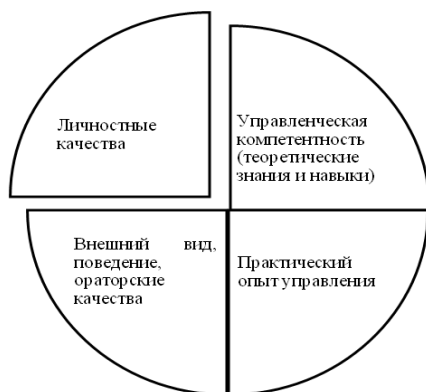 Личностные
качества
Управленческая
компетентность
(теоретические
знания и навыки)
Внешний вид,
поведение,
ораторские
качества
Практический
опыт управления